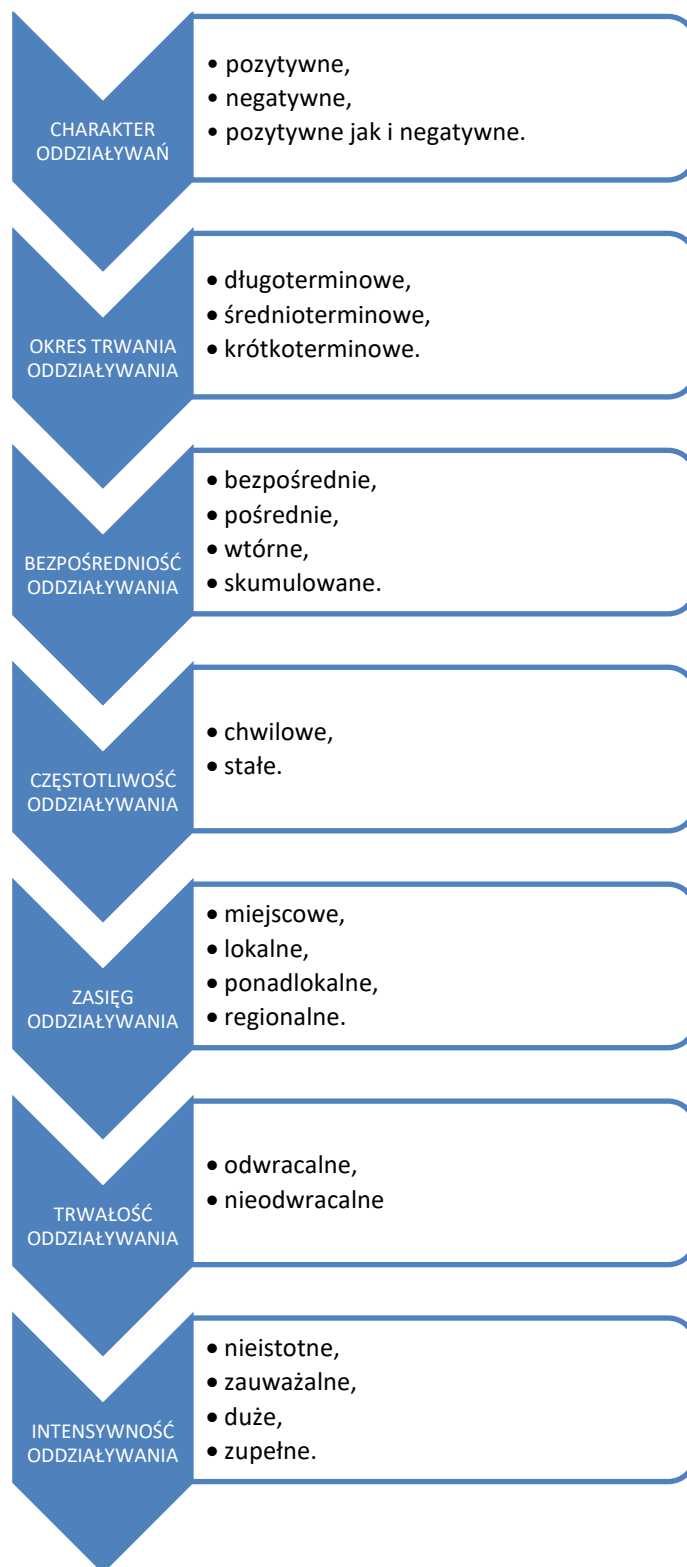 CHARAKTER
ODDZIAŁYWAŃ
• pozytywne,
• negatywne,
• pozytywne jak i negatywne.
OKRES TRWANIA
ODDZIAŁYWANIA
• długoterminowe,
• średnioterminowe,
• krótkoterminowe.
BEZPOŚREDNIOŚĆ
ODDZIAŁYWANIA
• bezpośrednie,
• pośrednie,
• wtórne,
• skumulowane.
CZĘSTOTLIWOŚĆ
ODDZIAŁYWANIA
• chwilowe,
• stałe.
ZASIĘG
ODDZIAŁYWANIA
• miejscowe,
• lokalne,
• ponadlokalne,
• regionalne.
TRWAŁOŚĆ
ODDZIAŁYWANIA
• odwracalne,
• nieodwracalne
INTENSYWNOŚĆ
ODDZIAŁYWANIA
• nieistotne,
• zauważalne,
• duże,
• zupełne.